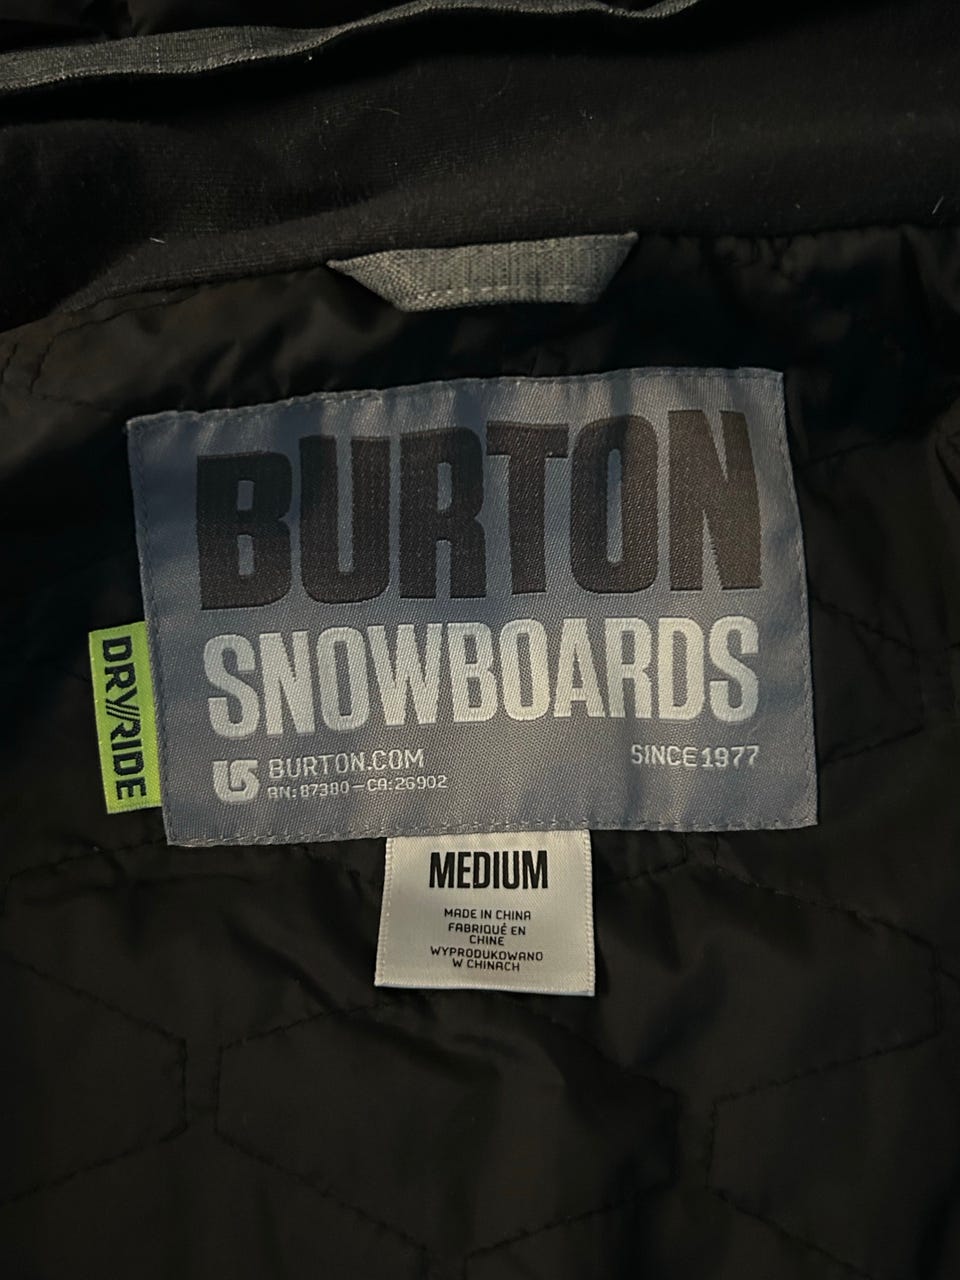 BURTON
SNOWBOARDS
BURTON.COM
RN: 87380 — CA: 26902
SINCE 1977
DRY//RIDE
MEDIUM
MADE IN CHINA
FABRIQUÉ EN
CHINE
WYPRODUKOWANO
W CHINACH